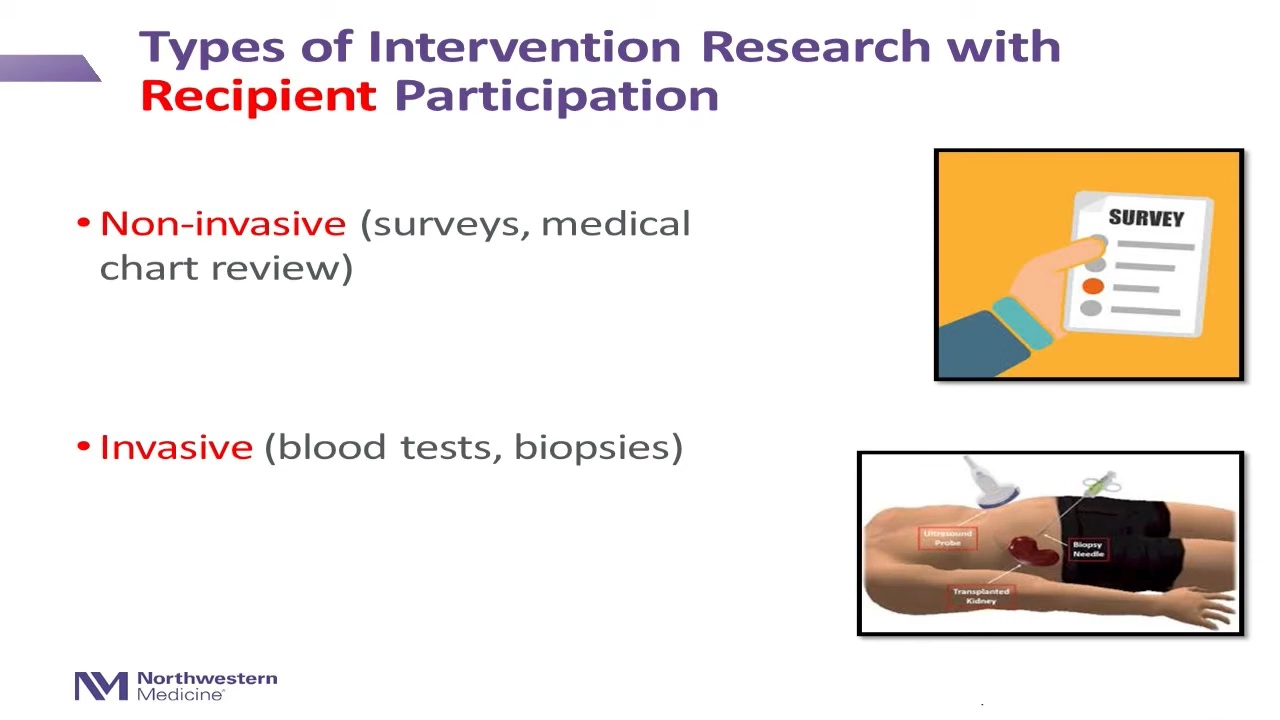 Types of Intervention Research with
Recipient Participation
• Non-invasive (surveys, medical
chart review)
SURVEY
• Invasive (blood tests, biopsies)
Ultrasound
Probe
Biopsy
Needle
Transplanted
Kidney
Northwestern
Medicine®